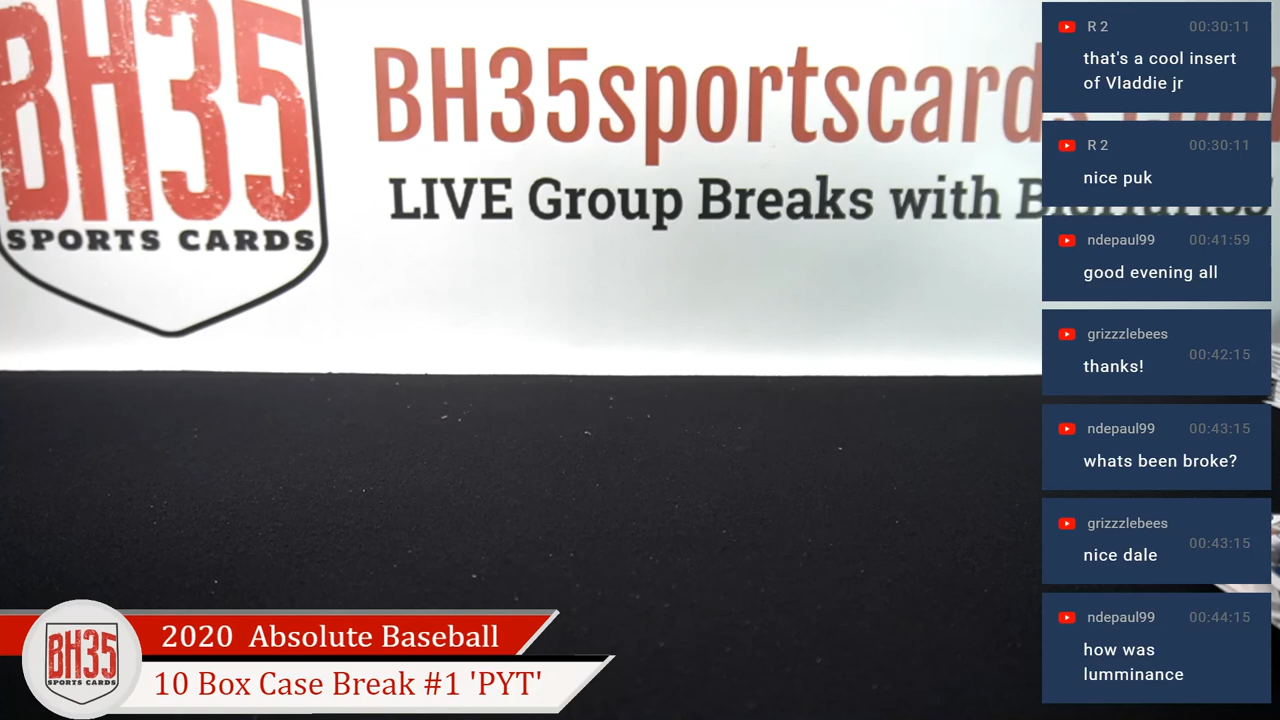 BH35
SPORTS CARDS
BH35sportscards
LIVE Group Breaks with
R 2 00:30:11
that's a cool insert
of Vladdie jr
R 2 00:30:11
nice puk
ndepaul99 00:41:59
good evening all
grizzzlebees 00:42:15
thanks!
ndepaul99 00:43:15
whats been broke?
grizzzlebees 00:43:15
nice dale
ndepaul99 00:44:15
how was
lumminance
2020 Absolute Baseball
10 Box Case Break #1 'PYT'
BH35
SPORTS CARDS